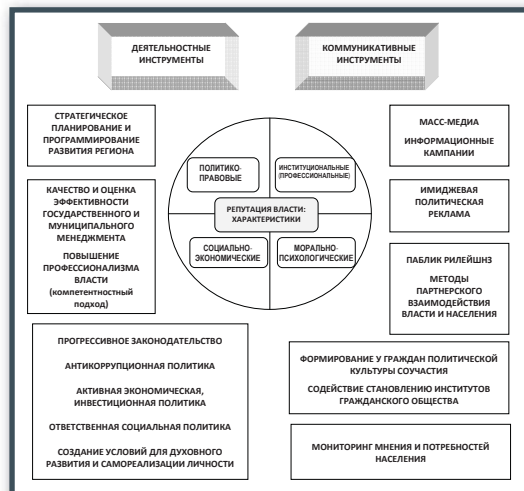 ДЕЯТЕЛЬНОСТНЫЕ
ИНСТРУМЕНТЫ
КОММУНИКАТИВНЫЕ
ИНСТРУМЕНТЫ
СТРАТЕГИЧЕСКОЕ
ПЛАНИРОВАНИЕ И
ПРОГРАММИРОВАНИЕ
РАЗВИТИЯ РЕГИОНА
КАЧЕСТВО И ОЦЕНКА
ЭФФЕКТИВНОСТИ
ГОСУДАРСТВЕННОГО И
МУНИЦИПАЛЬНОГО
МЕНЕДЖМЕНТА
ПОВЫШЕНИЕ
ПРОФЕССИОНАЛИЗМА
ВЛАСТИ
(компетентностный
подход)
ПОЛИТИКО-
ПРАВОВЫЕ
ИНСТИТУЦИОНАЛЬНЫЕ
(ПРОФЕССИОНАЛЬНЫЕ)
РЕПУТАЦИЯ ВЛАСТИ:
ХАРАКТЕРИСТИКИ
СОЦИАЛЬНО-
ЭКОНОМИЧЕСКИЕ
МОРАЛЬНО-
ПСИХОЛОГИЧЕСКИЕ
МАСС-МЕДИА
ИНФОРМАЦИОННЫЕ
КАМПАНИИ
ИМИДЖЕВАЯ
ПОЛИТИЧЕСКАЯ
РЕКЛАМА
ПАБЛИК РИЛЕЙШНЗ
МЕТОДЫ
ПАРТНЕРСКОГО
ВЗАИМОДЕЙСТВИЯ
ВЛАСТИ И НАСЕЛЕНИЯ
ПРОГРЕССИВНОЕ ЗАКОНОДАТЕЛЬСТВО
АНТИКОРРУПЦИОННАЯ ПОЛИТИКА
АКТИВНАЯ ЭКОНОМИЧЕСКАЯ,
ИНВЕСТИЦИОННАЯ ПОЛИТИКА
ОТВЕТСТВЕННАЯ СОЦИАЛЬНАЯ ПОЛИТИКА
СОЗДАНИЕ УСЛОВИЙ ДЛЯ ДУХОВНОГО
РАЗВИТИЯ И САМОРЕАЛИЗАЦИИ ЛИЧНОСТИ
ФОРМИРОВАНИЕ У ГРАЖДАН ПОЛИТИЧЕСКОЙ
КУЛЬТУРЫ СОУЧАСТИЯ
СОДЕЙСТВИЕ СТАНОВЛЕНИЮ ИНСТИТУТОВ
ГРАЖДАНСКОГО ОБЩЕСТВА
МОНИТОРИНГ МНЕНИЯ И ПОТРЕБНОСТЕЙ
НАСЕЛЕНИЯ